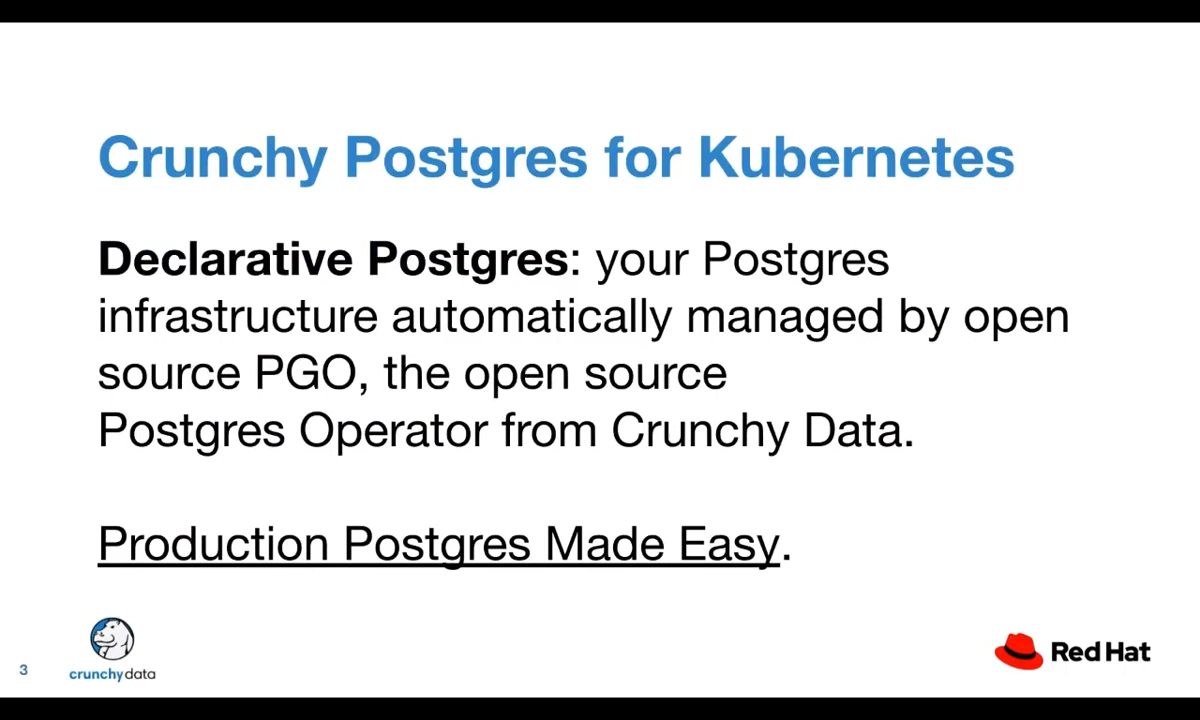 Crunchy Postgres for Kubernetes
Declarative Postgres: your Postgres
infrastructure automatically managed by open
source PGO, the open source
Postgres Operator from Crunchy Data.
Production Postgres Made Easy.
3
crunchydata
Red Hat